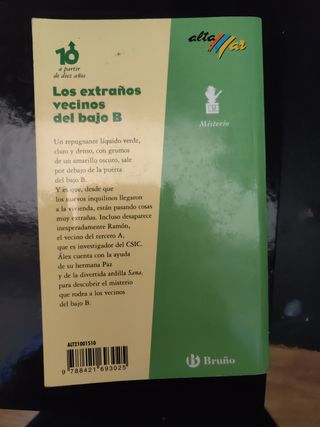 10
a partir
de diez años
alta mar
Los extraños
vecinos
del bajo B
Misterio
Un repugnante líquido verde,
claro y denso, con grumos
de un amarillo oscuro, sale
por debajo de la puerta
del bajo B.
Y es que, desde que
los nuevos inquilinos llegaron
a la vivienda, están pasando cosas
muy extrañas. Incluso desaparece
inesperadamente Ramón,
el vecino del tercero A,
que es investigador del CSIC.
Álex cuenta con la ayuda
de su hermana Paz
y de la divertida ardilla Sana,
para descubrir el misterio
que rodea a los vecinos
del bajo B.
ALT21001510
9 788421 693025
Bruño